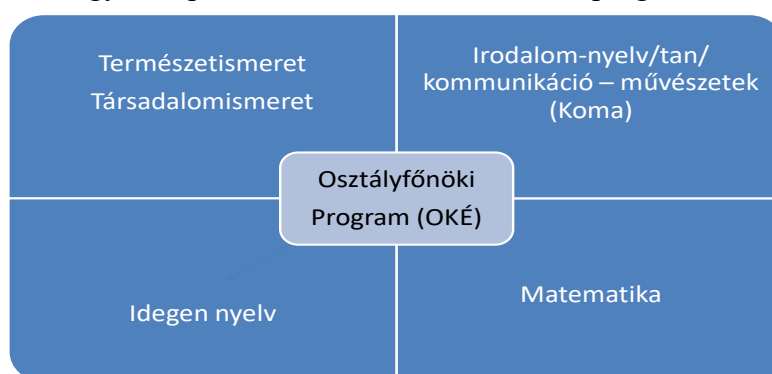 Természetismeret
Társadalomismeret
Irodalom-nyelv/tan/
kommunikáció – művészetek
(Koma)
Osztályfőnöki
Program (OKÉ)
Idegen nyelv
Matematika